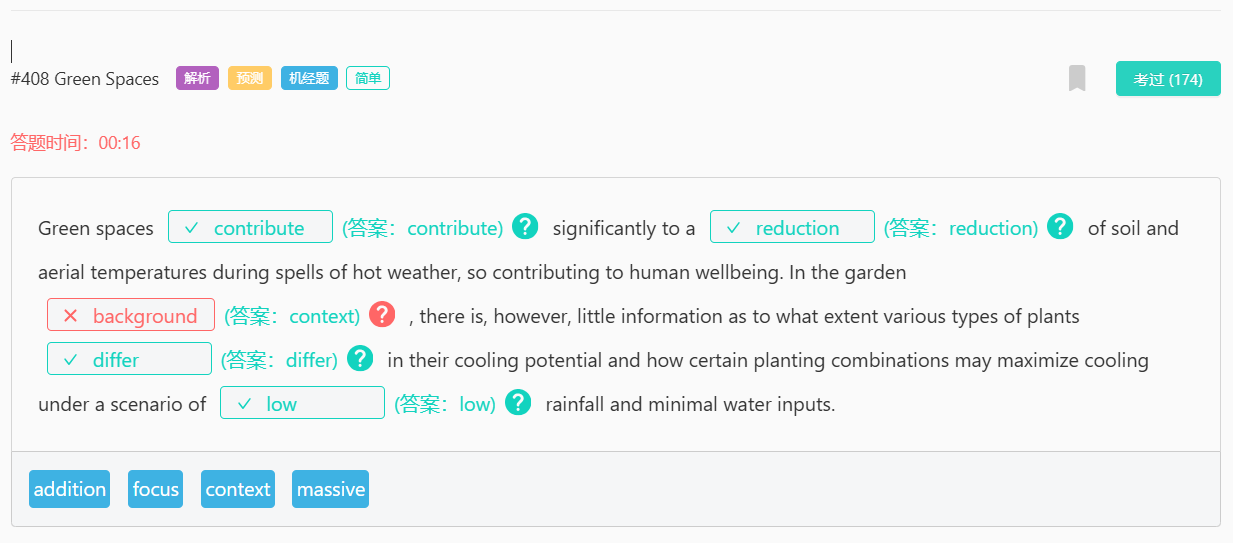 #408 Green Spaces 解析 预测 机经题 简单 考过 (174)
答题时间：00:16
Green spaces contribute (答案：contribute) ? significantly to a reduction (答案：reduction) ? of soil and
aerial temperatures during spells of hot weather, so contributing to human wellbeing. In the garden
background (答案：context) ? , there is, however, little information as to what extent various types of plants
differ (答案：differ) ? in their cooling potential and how certain planting combinations may maximize cooling
under a scenario of low (答案：low) ? rainfall and minimal water inputs.
addition focus context massive